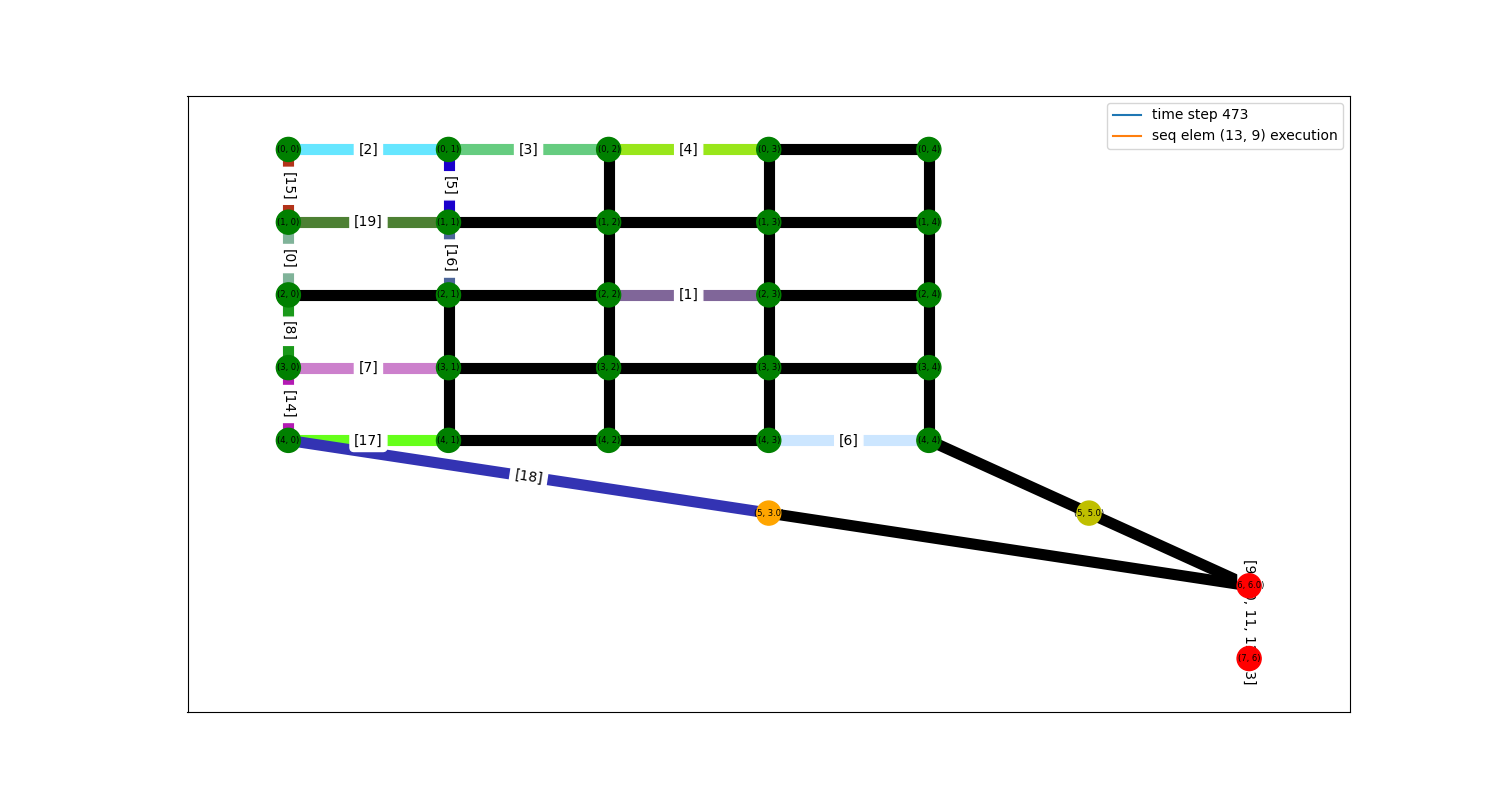 time step 473
seq elem (13, 9) execution
(0, 0) [2] (0, 1) [3] (0, 2) [4] (0, 3) (0, 4)
[15] [5]
(1, 0) [19] (1, 1) (1, 2) (1, 3) (1, 4)
[0] [16]
(2, 0) (2, 1) (2, 2) [1] (2, 3) (2, 4)
[8]
(3, 0) [7] (3, 1) (3, 2) (3, 3) (3, 4)
[14]
(4, 0) [17] (4, 1) (4, 2) (4, 3) [6] (4, 4)
[18]
(5, 3.0) (5, 5.0)
(6, 6.0)
(7, 6)